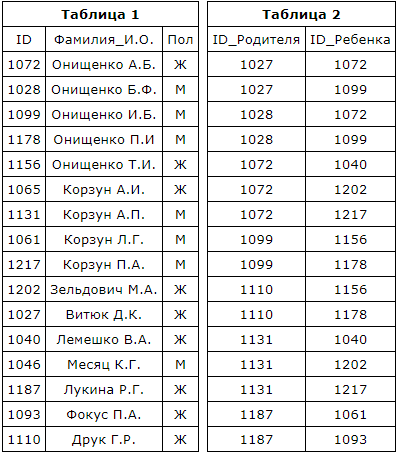 Таблица 1 Таблица 2
ID Фамилия_И.О. Пол ID_Родителя ID_Ребенка
1072 Онищенко А.Б. Ж 1027 1072
1028 Онищенко Б.Ф. М 1027 1099
1099 Онищенко И.Б. М 1028 1072
1178 Онищенко П.И М 1028 1099
1156 Онищенко Т.И. Ж 1072 1040
1065 Корзун А.И. Ж 1072 1202
1131 Корзун А.П. М 1072 1217
1061 Корзун Л.Г. М 1099 1156
1217 Корзун П.А. М 1099 1178
1202 Зельдович М.А. Ж 1110 1156
1027 Витюк Д.К. Ж 1110 1178
1040 Лемешко В.А. Ж 1131 1040
1046 Месяц К.Г. М 1131 1202
1187 Лукина Р.Г. Ж 1131 1217
1093 Фокус П.А. Ж 1187 1061
1110 Друк Г.Р. Ж 1187 1093